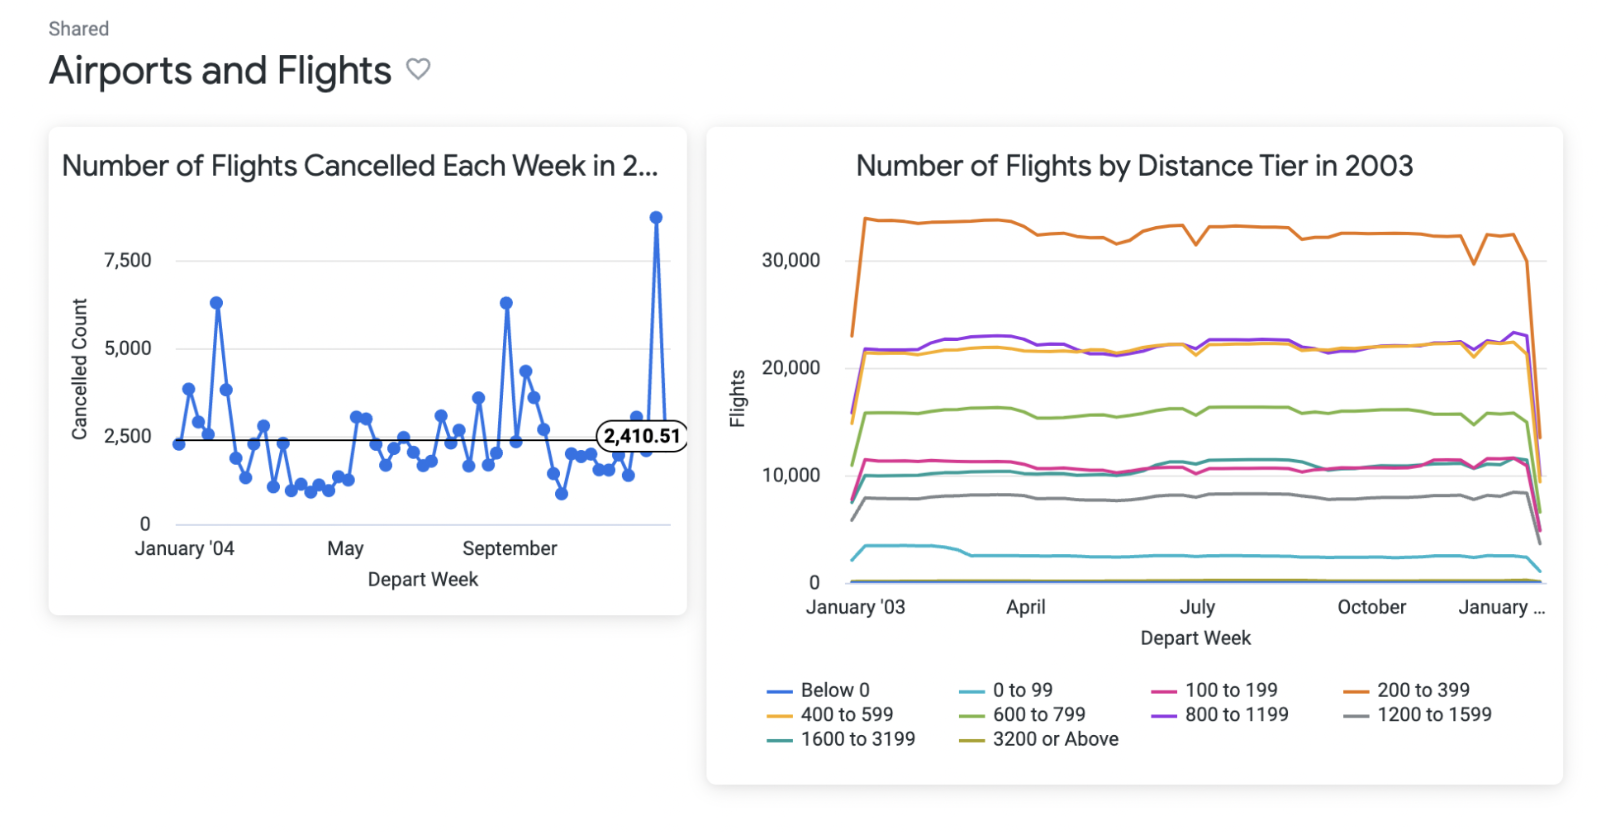 Shared
Airports and Flights
Number of Flights Cancelled Each Week in 2...
7,500
5,000
2,500
0
Cancelled Count
2,410.51
January '04 May September
Depart Week
Number of Flights by Distance Tier in 2003
30,000
20,000
10,000
0
Flights
January '03 April July October January ...
Depart Week
Below 0 0 to 99 100 to 199 200 to 399
400 to 599 600 to 799 800 to 1199 1200 to 1599
1600 to 3199 3200 or Above